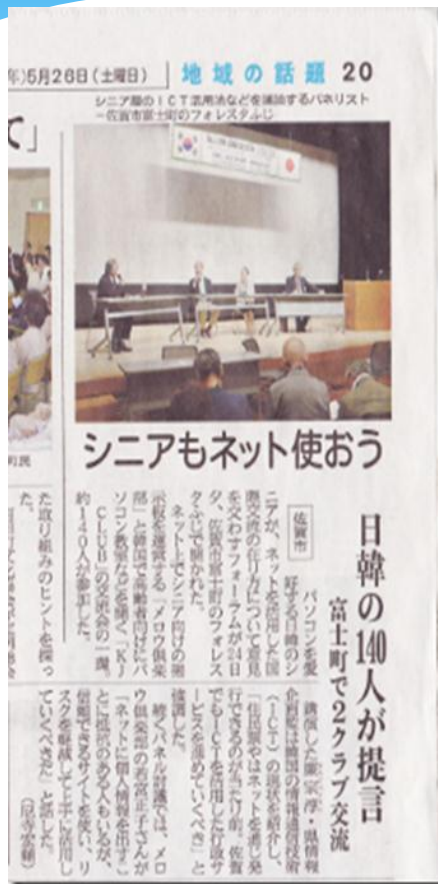 年)5月26日(土曜日)
地域の話題 20
シニア層のICT活用法などを議論するパネリスト
=佐賀市富士町のフォレスタふじ
て」
町民
シニアもネット使おう
日韓の140人が提言
富士町で2クラブ交流
佐賀市
パソコンを愛
好する日韓のシ
ニアが、ネットを活用した国
際交流の在り方について意見
を交わすフォーラムが24日
夕、佐賀市富士町のフォレス
タふじで開かれた。
ネット上でシニア向けの掲
示板を運営する「メロウ倶楽
部」と韓国で高齢者向けにパ
ソコン教室などを開く「KJ
CLUB」の交流会の一環。
約140人が参加した。
企画監は韓国の情報通信技術
(ICT)の現状を紹介し、
「住民票やはネットを通じ発
行できるのが当たり前。佐賀
でもICTを活用した行政サ
ービスを進めていくべき」と
強調した。
続くパネル討議では、メロ
ウ倶楽部の若宮正子さんが
「ネットに個人情報を出すこ
とに抵抗のある人もいるが、
信頼できるサイトを使い、リ
スクを軽減して上手に活用し
ていくべきだ」と話した。
た取り組みのヒントを探っ
た。